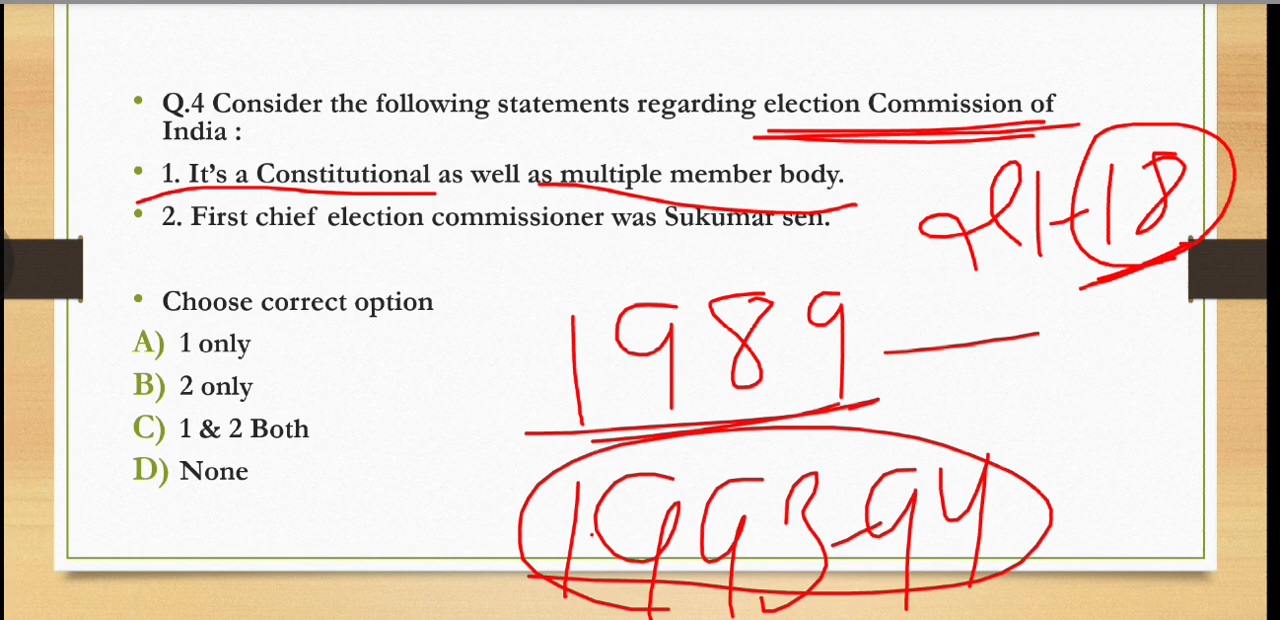 • Q.4 Consider the following statements regarding election Commission of
India :
• 1. It's a Constitutional as well as multiple member body.
• 2. First chief election commissioner was Sukumar sen.
18
• Choose correct option
A) 1 only
B) 2 only
C) 1 & 2 Both
D) None
1989
1993-94